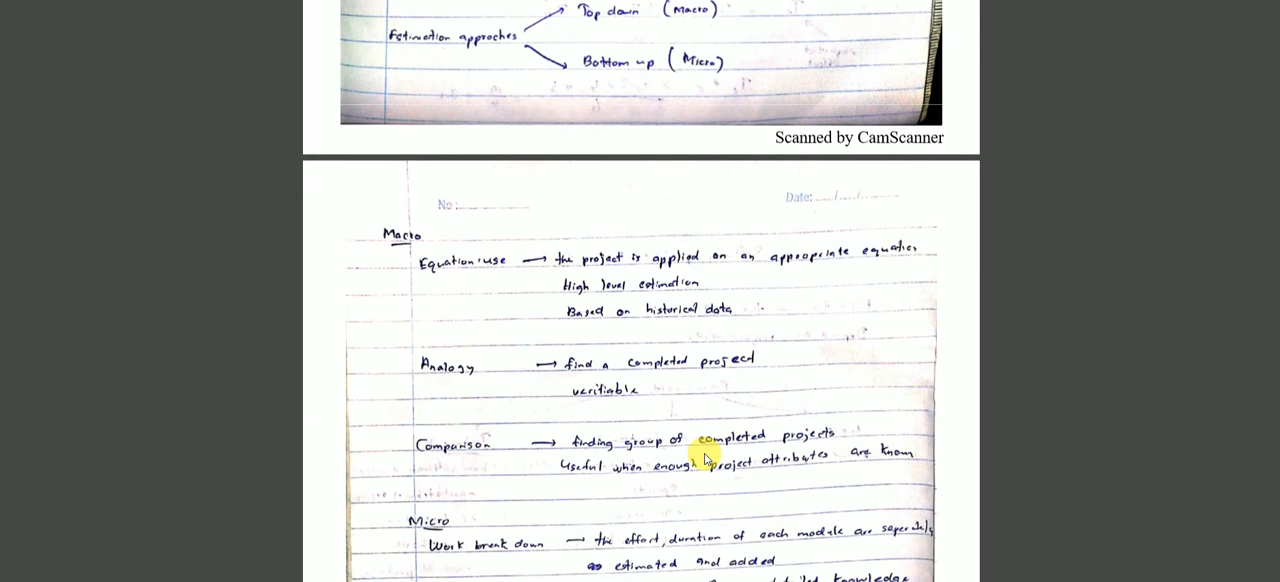 Top down (Macro)
Estimation approches
Bottom up (Micro)
Scanned by CamScanner
No: Date: .../.../...
Macro
Equation use → the project is applied on an appropriate equation
High level estimation
Based on historical data
Analogy → find a completed project
verifiable
Comparison → finding group of completed projects
Useful when enough project attributes are known
Micro
Work break down → the effort, duration of each module are seperately
estimated and added
knowledge